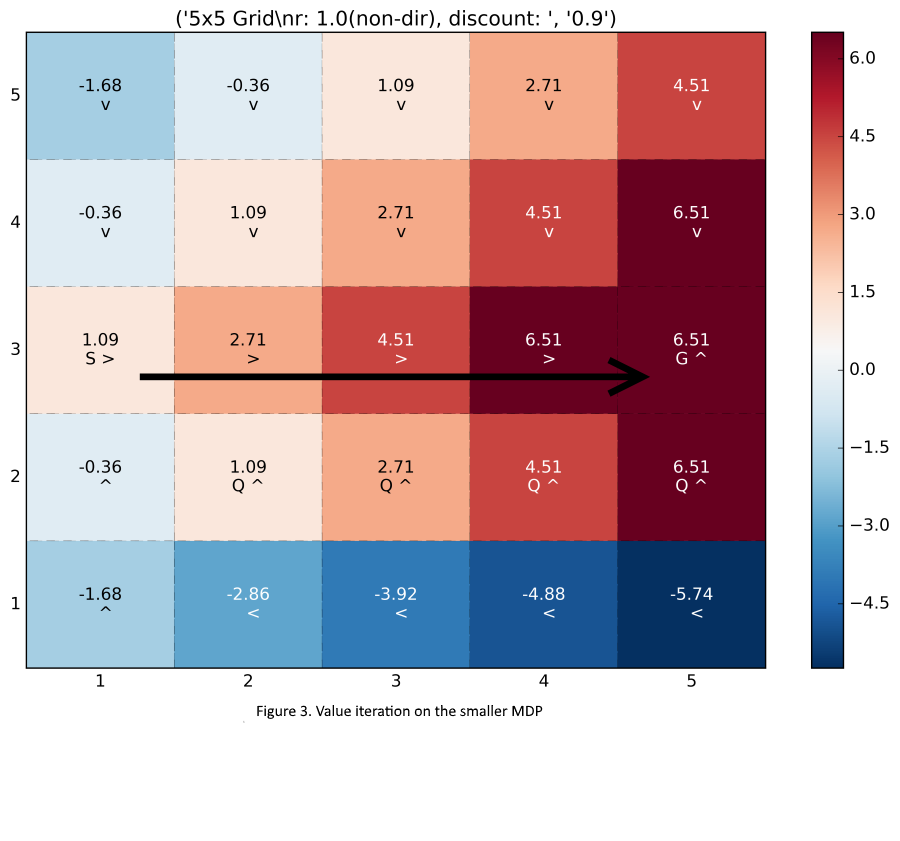 ('5x5 Grid\nr: 1.0(non-dir), discount: ', '0.9')
5
-1.68
v
-0.36
v
1.09
v
2.71
v
4.51
v
4
-0.36
v
1.09
v
2.71
v
4.51
v
6.51
v
3
1.09
S >
2.71
>
4.51
>
6.51
>
6.51
G ^
2
-0.36
^
1.09
Q ^
2.71
Q ^
4.51
Q ^
6.51
Q ^
1
-1.68
^
-2.86
<
-3.92
<
-4.88
<
-5.74
<
1 2 3 4 5
6.0
4.5
3.0
1.5
0.0
−1.5
−3.0
−4.5
Figure 3. Value iteration on the smaller MDP